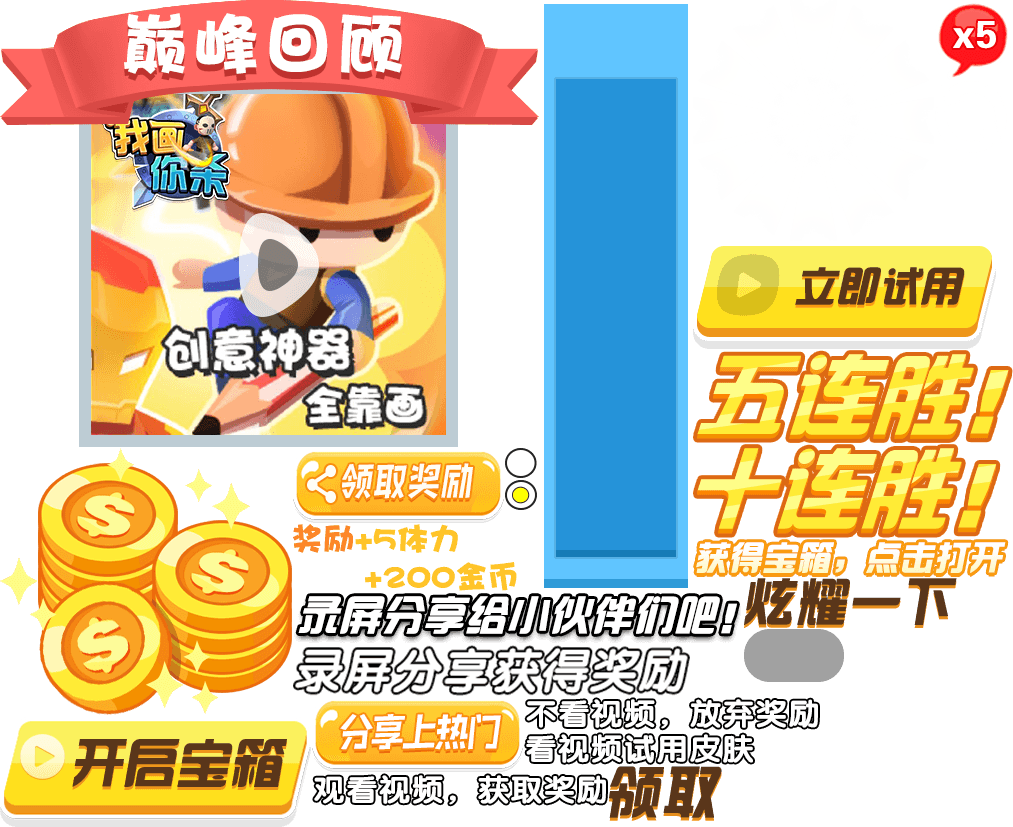 巅峰回顾
x5
我画
你杀
创意神器
全靠画
立即试用
五连胜!
十连胜!
获得宝箱，点击打开
炫耀一下
领取奖励
奖励+5体力
+200金币
录屏分享给小伙伴们吧!
录屏分享获得奖励
开启宝箱
分享上热门
不看视频，放弃奖励
看视频试用皮肤
观看视频，获取奖励
领取